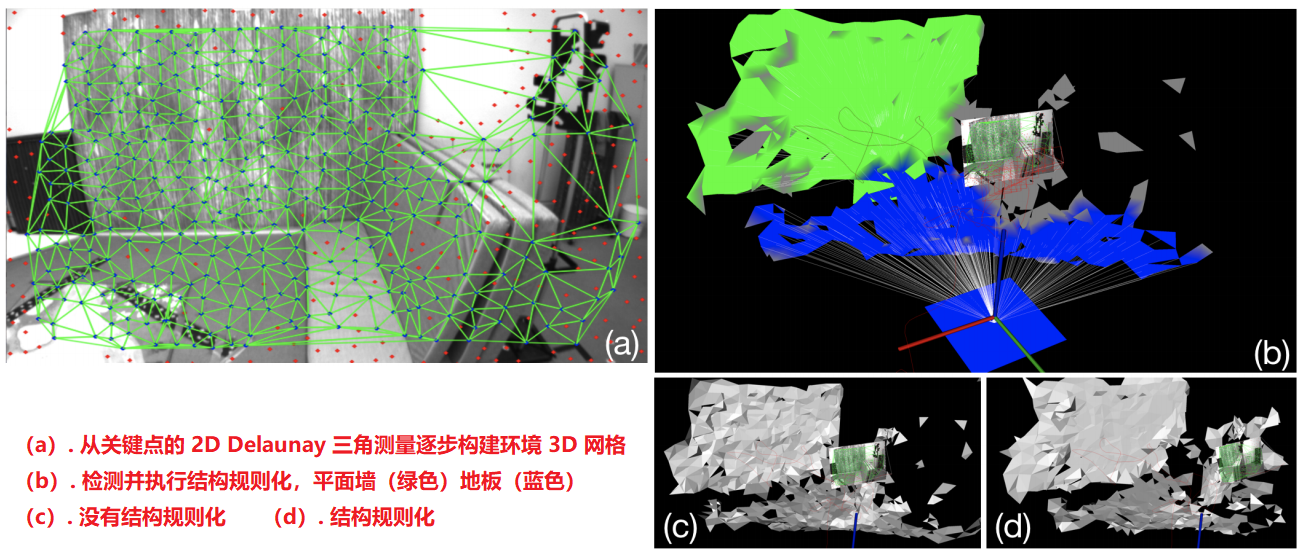 (a)
(b)
（a）. 从关键点的 2D Delaunay 三角测量逐步构建环境 3D 网格
（b）. 检测并执行结构规则化，平面墙（绿色）地板（蓝色）
（c）. 没有结构规则化 （d）. 结构规则化
(c)
(d)